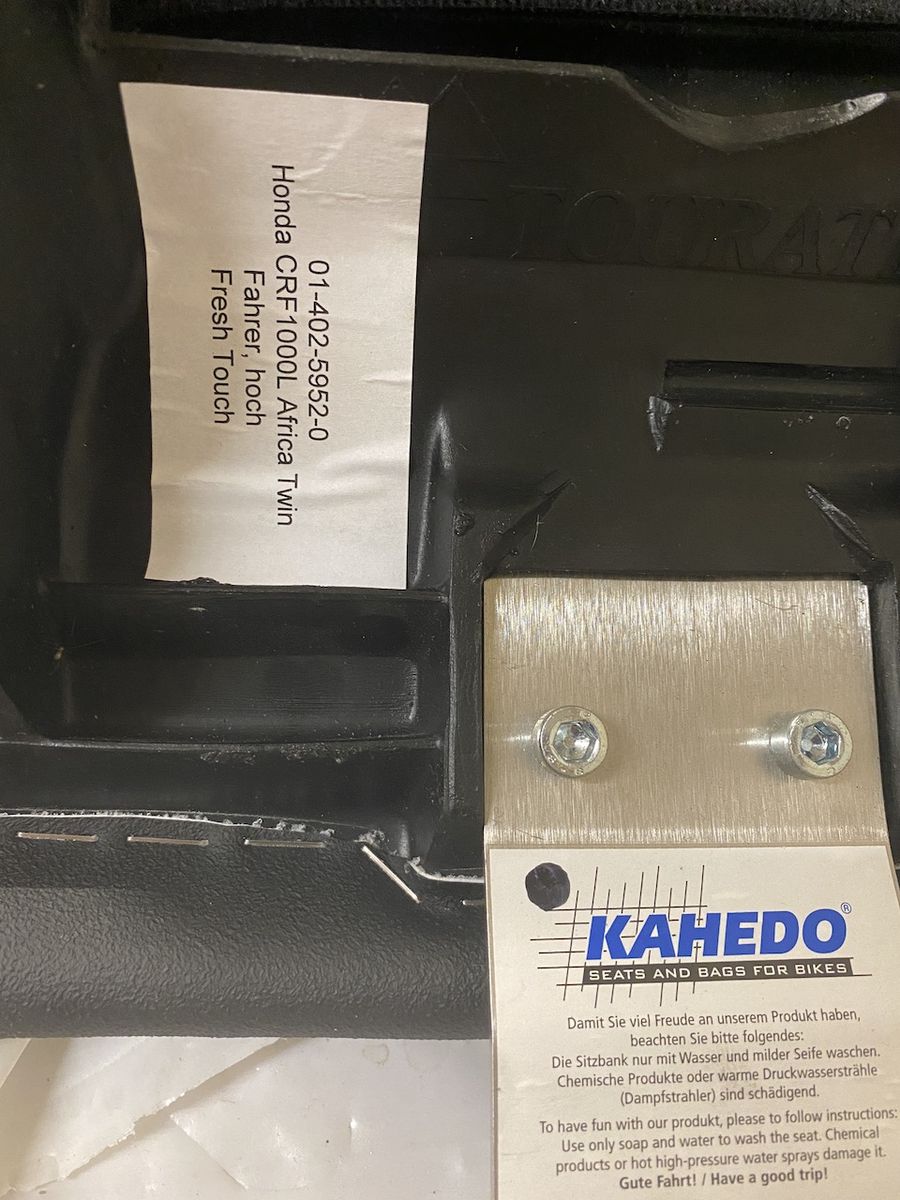 01-402-5952-0
Honda CRF1000L Africa Twin
Fahrer, hoch
Fresh Touch
KAHEDO®
SEATS AND BAGS FOR BIKES
Damit Sie viel Freude an unserem Produkt haben,
beachten Sie bitte folgendes:
Die Sitzbank nur mit Wasser und milder Seife waschen.
Chemische Produkte oder warme Druckwassersträhle
(Dampfstrahler) sind schädigend.
To have fun with our produkt, please to follow instructions:
Use only soap and water to wash the seat. Chemical
products or hot high-pressure water sprays damage it.
Gute Fahrt! / Have a good trip!
TOURAT